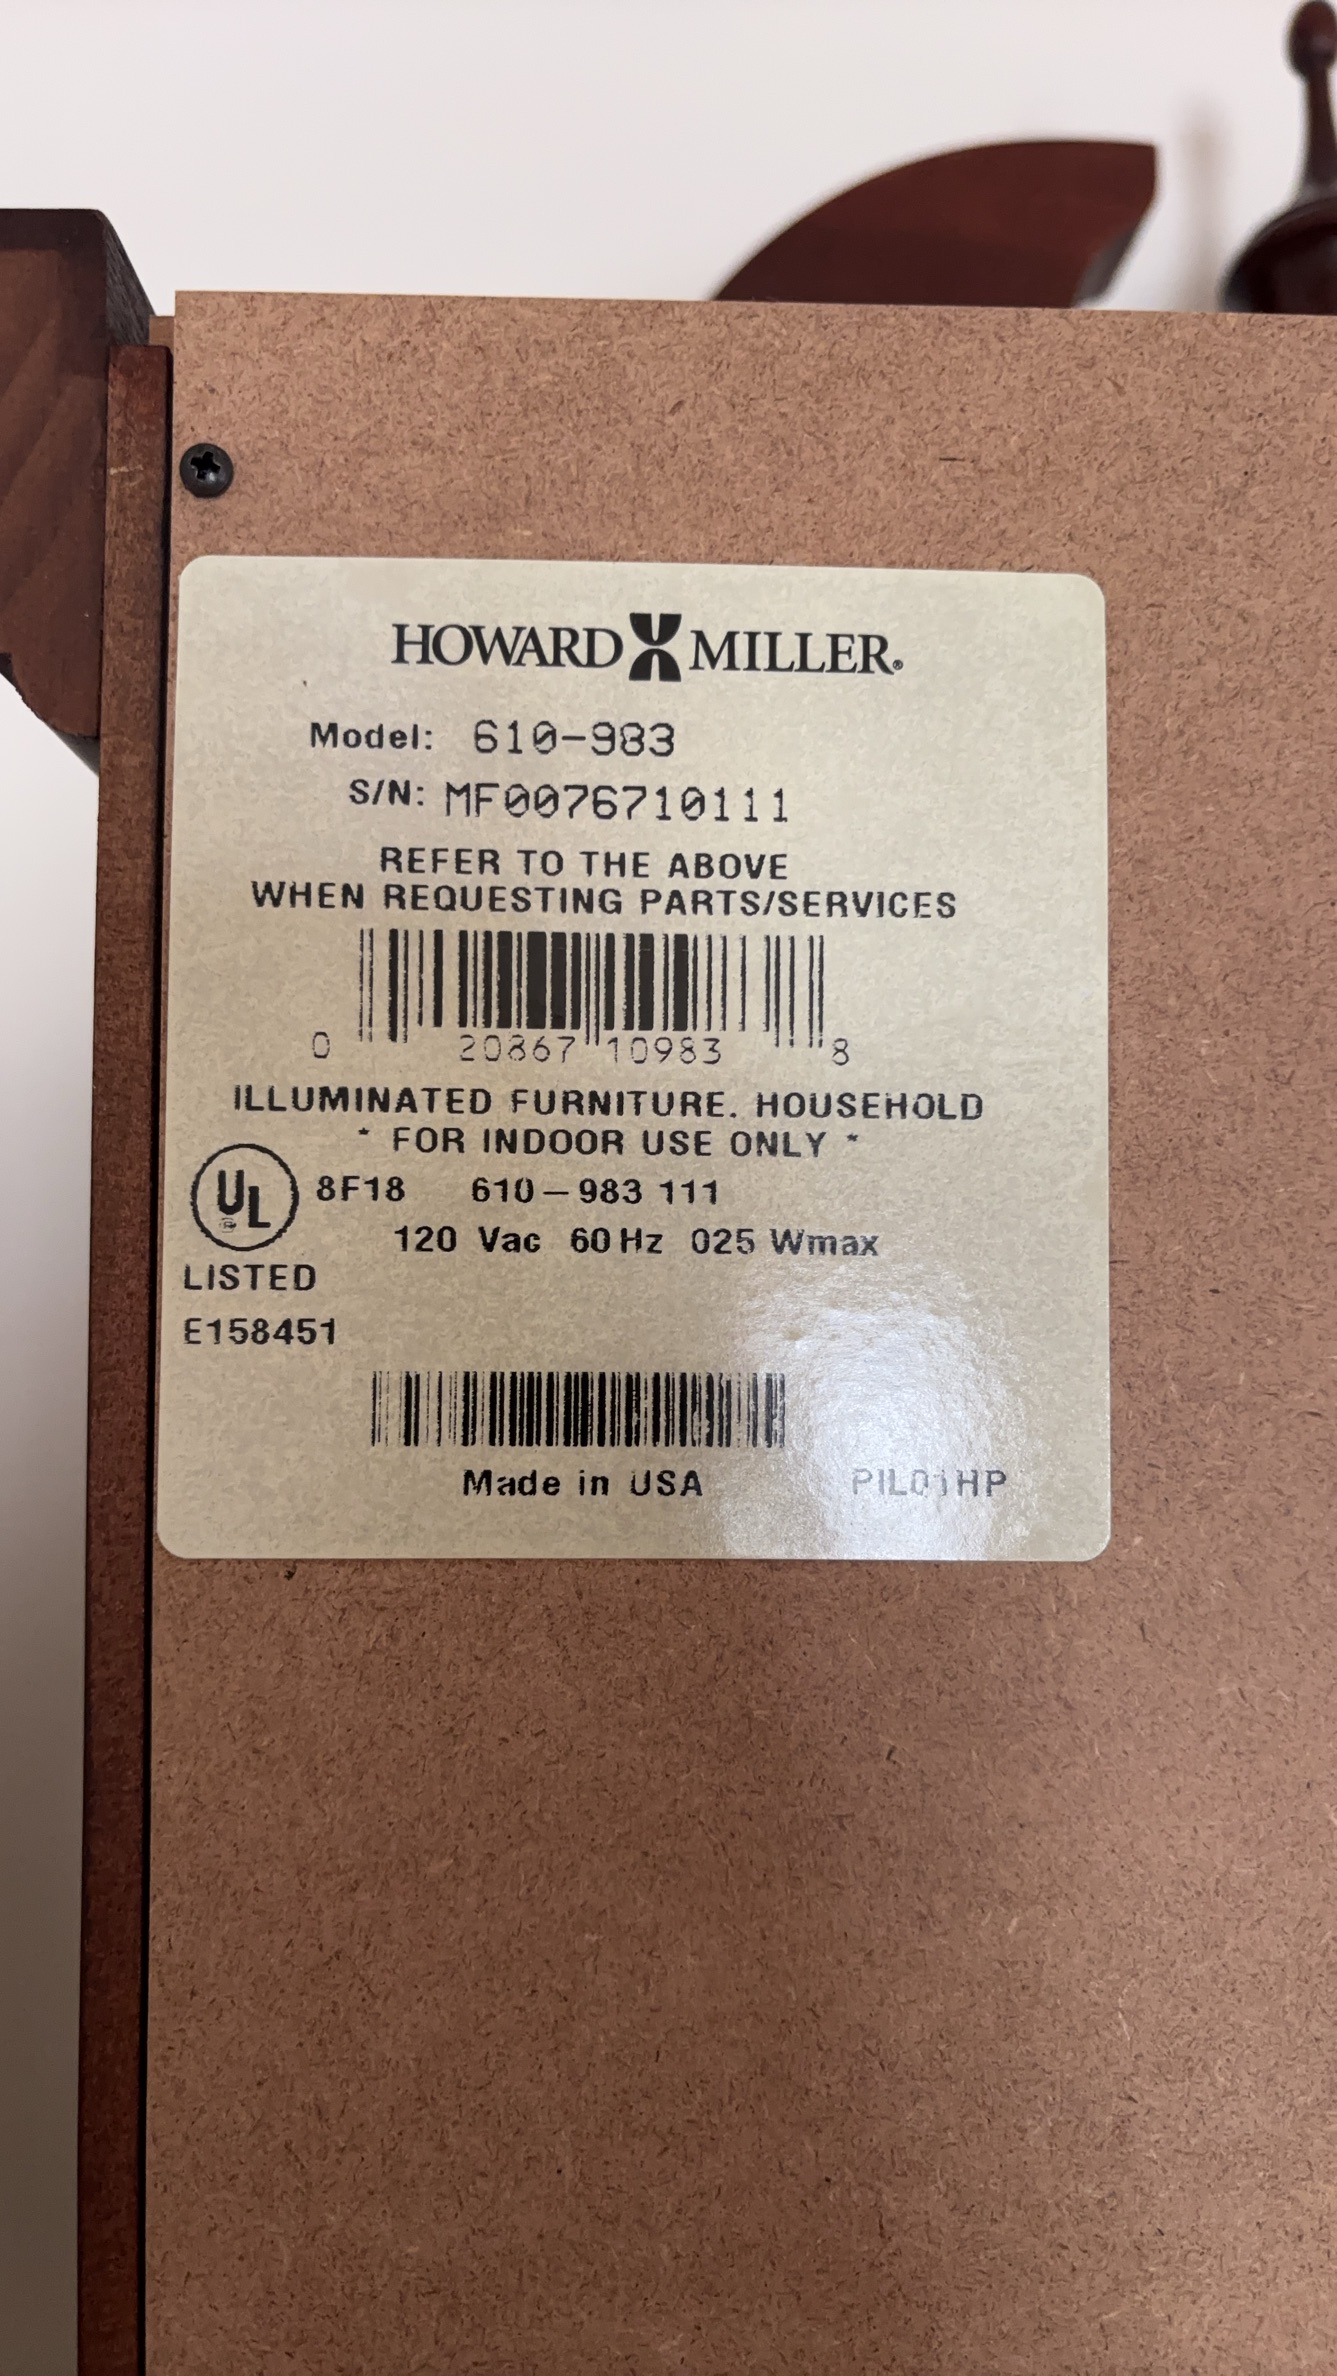 HOWARD MILLER®
Model: 610-983
S/N: MF0076710111
REFER TO THE ABOVE
WHEN REQUESTING PARTS/SERVICES
0 20867 10983 8
ILLUMINATED FURNITURE. HOUSEHOLD
* FOR INDOOR USE ONLY *
UL 8F18 610-983 111
120 Vac 60 Hz 025 Wmax
LISTED
E158451
Made in USA PIL01HP